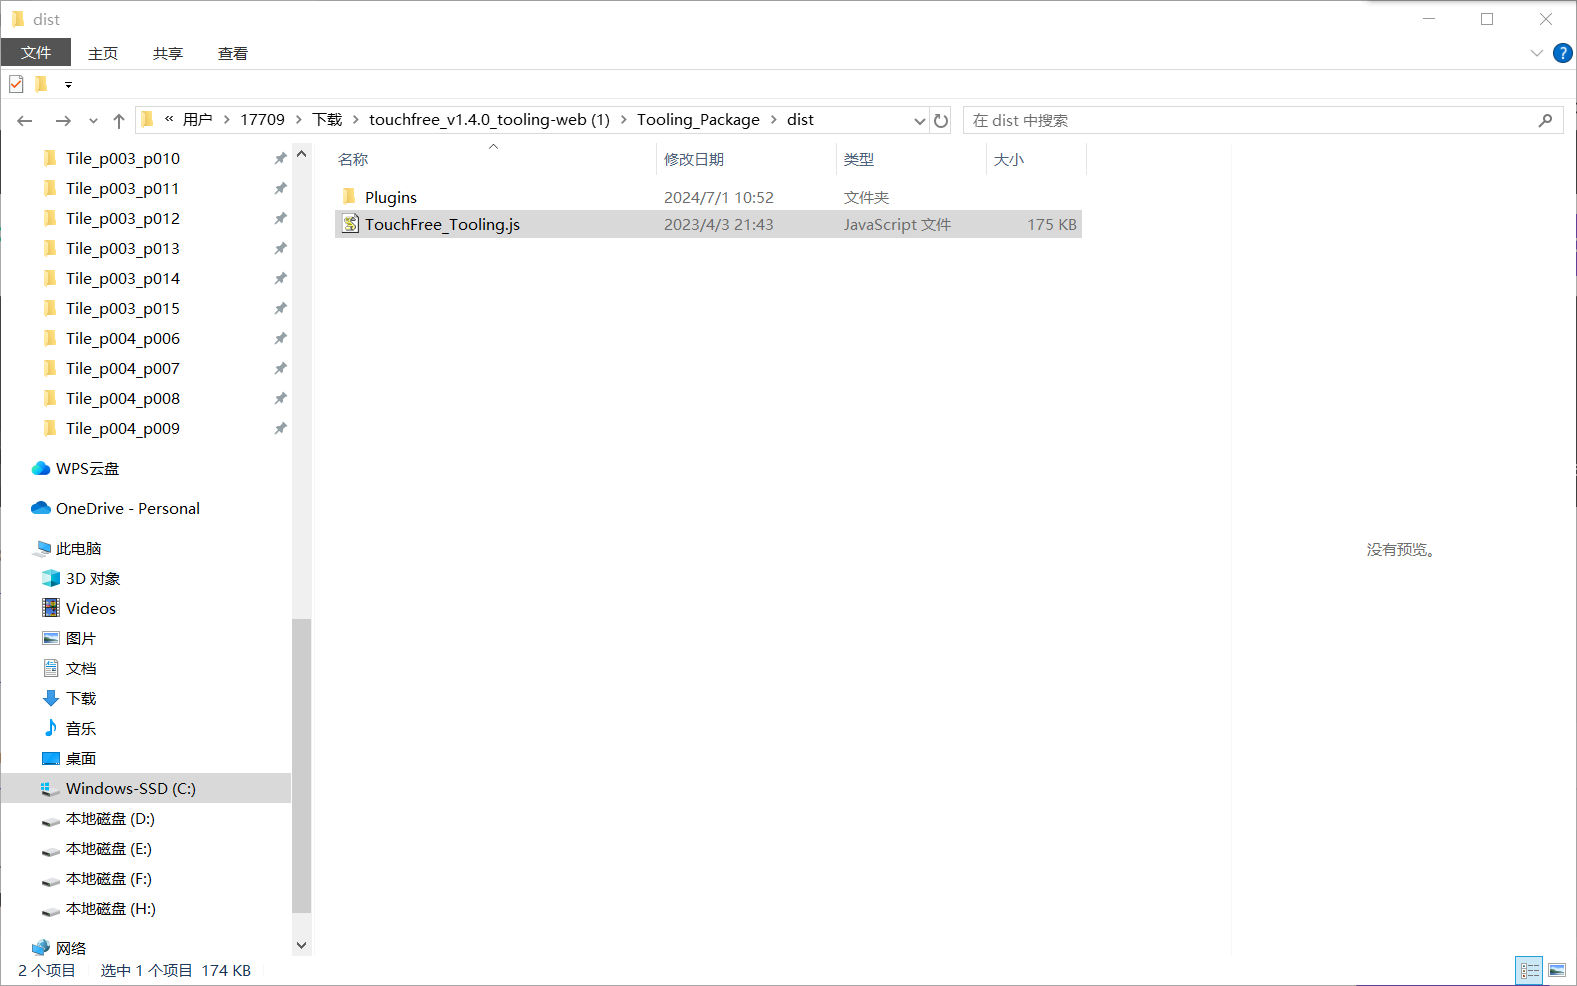 dist
文件 主页 共享 查看
« 用户 > 17709 > 下载 > touchfree_v1.4.0_tooling-web (1) > Tooling_Package > dist
在 dist 中搜索
名称 修改日期 类型 大小
Plugins 2024/7/1 10:52 文件夹
TouchFree_Tooling.js 2023/4/3 21:43 JavaScript 文件 175 KB
Tile_p003_p010
Tile_p003_p011
Tile_p003_p012
Tile_p003_p013
Tile_p003_p014
Tile_p003_p015
Tile_p004_p006
Tile_p004_p007
Tile_p004_p008
Tile_p004_p009
WPS云盘
OneDrive - Personal
此电脑
3D 对象
Videos
图片
文档
下载
音乐
桌面
Windows-SSD (C:)
本地磁盘 (D:)
本地磁盘 (E:)
本地磁盘 (F:)
本地磁盘 (H:)
网络
没有预览。
2 个项目 选中 1 个项目 174 KB